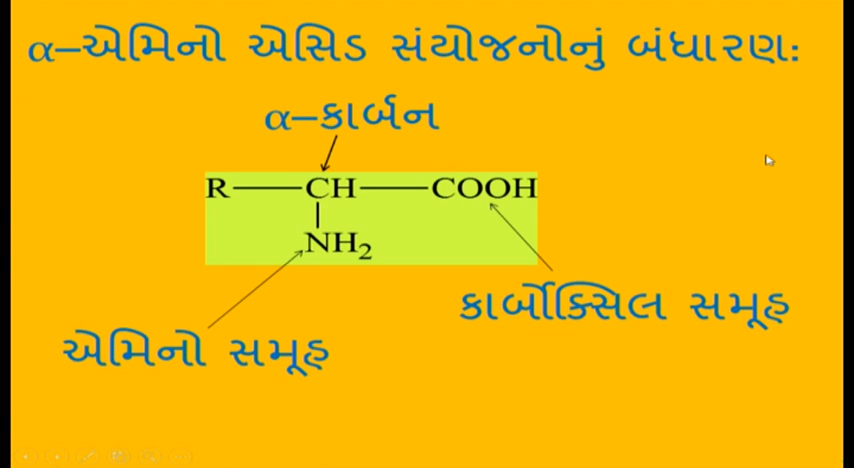 α–એમિનો એસિડ સંયોજનોનું બંધારણ:
α–કાર્બન
R—CH—COOH
|
NH₂
કાર્બોક્સિલ સમૂહ
એમિનો સમૂહ